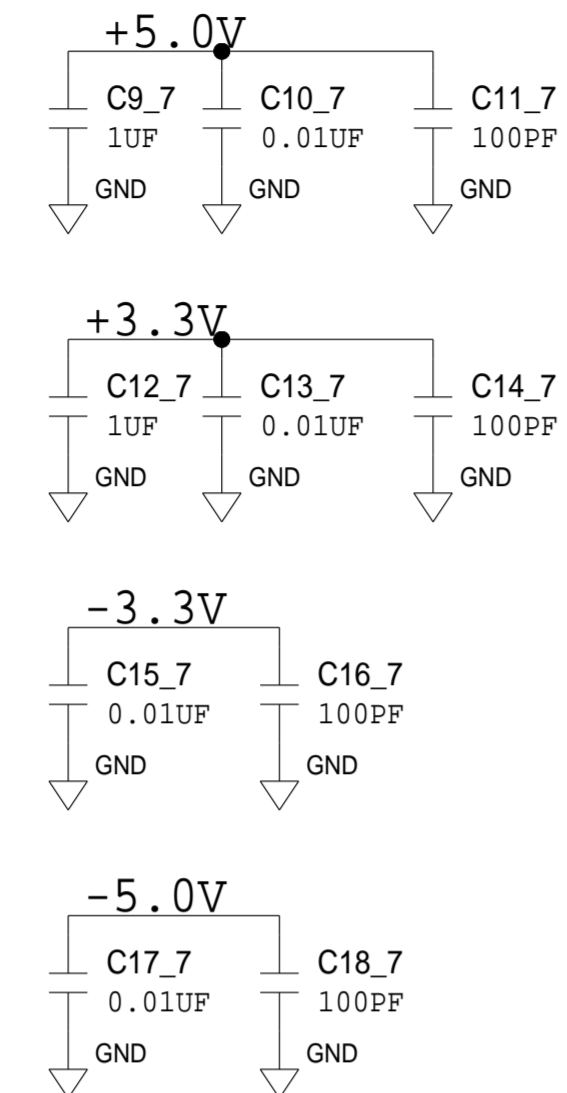 +5.0V
C9_7 C10_7 C11_7
1UF 0.01UF 100PF
GND GND GND
+3.3V
C12_7 C13_7 C14_7
1UF 0.01UF 100PF
GND GND GND
-3.3V
C15_7 C16_7
0.01UF 100PF
GND GND
-5.0V
C17_7 C18_7
0.01UF 100PF
GND GND